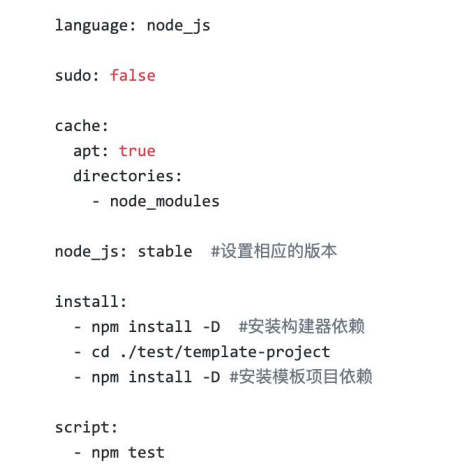 language: node_js
sudo: false
cache:
  apt: true
  directories:
    - node_modules
node_js: stable  #设置相应的版本
install:
  - npm install -D  #安装构建器依赖
  - cd ./test/template-project
  - npm install -D #安装模板项目依赖
script:
  - npm test